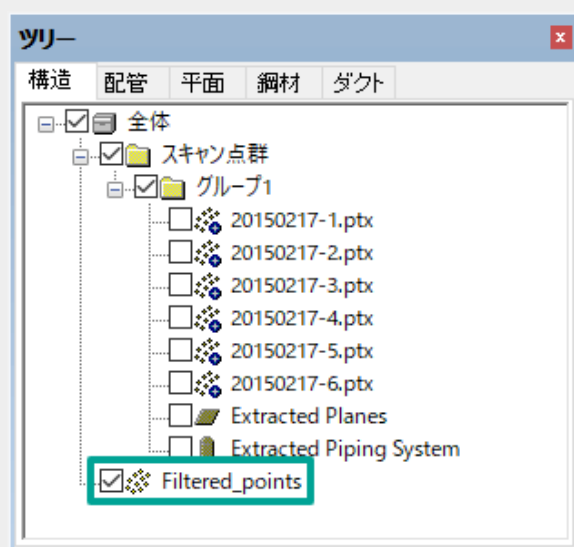 ツリー
構造 配管 平面 鋼材 ダクト
全体
スキャン点群
グループ1
20150217-1.ptx
20150217-2.ptx
20150217-3.ptx
20150217-4.ptx
20150217-5.ptx
20150217-6.ptx
Extracted Planes
Extracted Piping System
Filtered_points